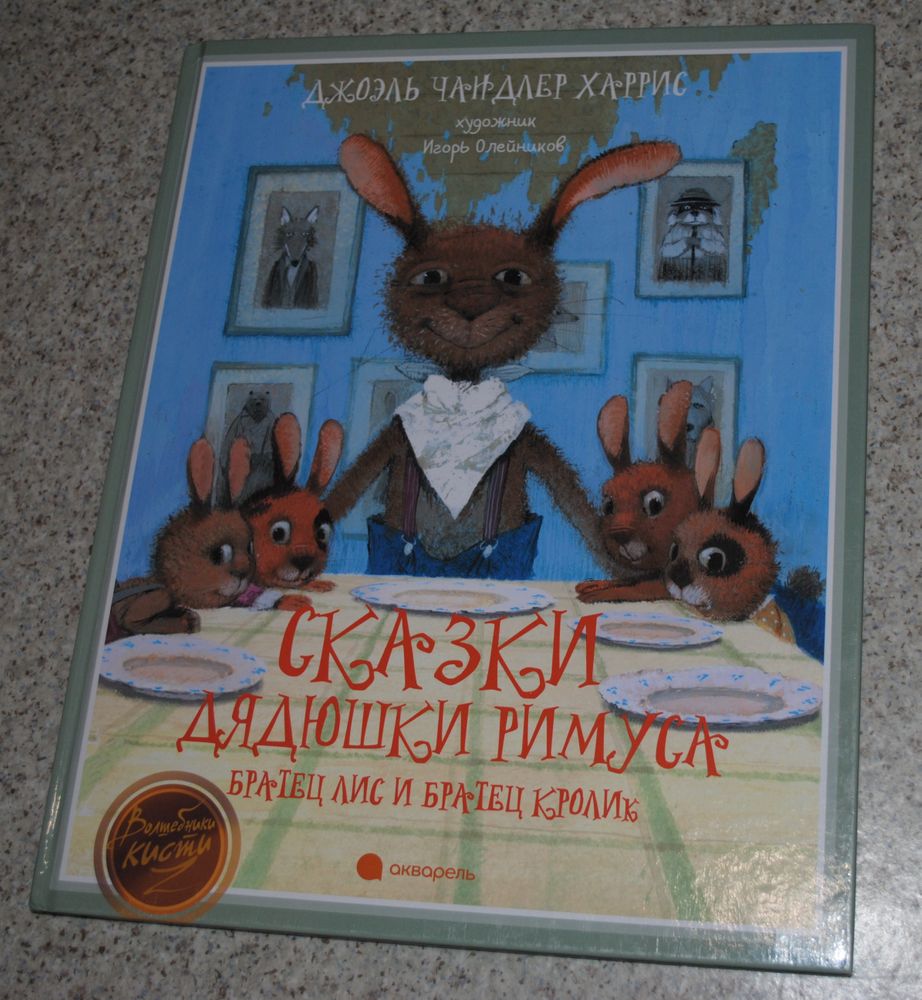 ДЖОЭЛЬ ЧАНДЛЕР ХАРРИС
художник
Игорь Олейников
СКАЗКИ
ДЯДЮШКИ РИМУСА
БРАТЕЦ ЛИС И БРАТЕЦ КРОЛИК
Волшебники
кисти
акварель